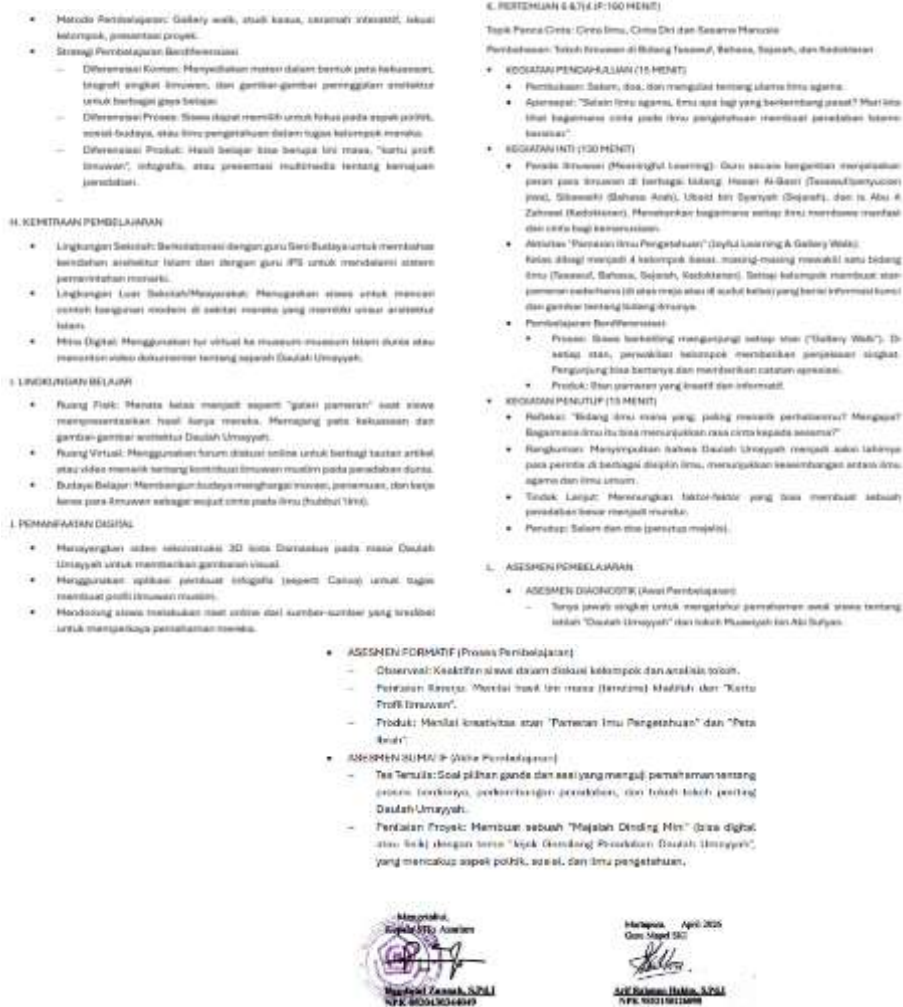 Metode Pembelajaran: Gallery walk, studi kasus, ceramah interaktif, diskusi
kelompok, presentasi proyek.
Strategi Pembelajaran Berdiferensiasi
– Diferensiasi Konten: Menyediakan materi dalam bentuk peta kekuasaan,
biografi singkat ilmuwan, dan gambar-gambar peninggalan arsitektur
untuk berbagai gaya belajar.
– Diferensiasi Proses: Siswa dapat memilih untuk fokus pada aspek politik,
sosial-budaya, atau ilmu pengetahuan dalam tugas kelompok mereka.
– Diferensiasi Produk: Hasil belajar bisa berupa lini masa, "kartu profil
ilmuwan", infografis, atau presentasi multimedia tentang kemajuan
peradaban.
H. KEMITRAAN PEMBELAJARAN
Lingkungan Sekolah: Berkolaborasi dengan guru Seni Budaya untuk membahas
keindahan arsitektur Islam dan dengan guru IPS untuk mendalami sistem
pemerintahan monarki.
Lingkungan Luar Sekolah/Masyarakat: Menugaskan siswa untuk mencari
contoh bangunan modern di sekitar mereka yang memiliki unsur arsitektur
Islam.
Mitra Digital: Menggunakan tur virtual ke museum-museum Islam dunia atau
menonton video dokumenter tentang sejarah Daulah Umayyah.
I. LINGKUNGAN BELAJAR
Ruang Fisik: Menata kelas menjadi seperti "galeri pameran" saat siswa
mempresentasikan hasil karya mereka. Memajang peta kekuasaan dan
gambar-gambar arsitektur Daulah Umayyah.
Ruang Virtual: Menggunakan forum diskusi online untuk berbagi tautan artikel
atau video menarik tentang kontribusi ilmuwan muslim pada peradaban dunia.
Budaya Belajar: Membangun budaya menghargai inovasi, penemuan, dan kerja
keras para ilmuwan sebagai wujud cinta pada ilmu (hubbul 'ilmi).
J. PEMANFAATAN DIGITAL
Menayangkan video rekonstruksi 3D kota Damaskus pada masa Daulah
Umayyah untuk memberikan gambaran visual.
Menggunakan aplikasi pembuat infografis (seperti Canva) untuk tugas
membuat profil ilmuwan muslim.
Mendorong siswa melakukan riset online dari sumber-sumber yang kredibel
untuk memperkaya pemahaman mereka.
K. PERTEMUAN 6 &7(4 JP:160 MENIT)
Topik Panca Cinta: Cinta Ilmu, Cinta Diri dan Sesama Manusia
Pembahasan: Tokoh Ilmuwan di Bidang Tasawuf, Bahasa, Sejarah, dan Kedokteran
KEGIATAN PENDAHULUAN (15 MENIT)
Pembukaan: Salam, doa, dan mengulas tentang ulama ilmu agama.
Apersepsi: "Selain ilmu agama, ilmu apa lagi yang berkembang pesat? Mari kita
lihat bagaimana cinta pada ilmu pengetahuan membuat peradaban Islam
bersinar."
KEGIATAN INTI (130 MENIT)
Parade Ilmuwan (Meaningful Learning): Guru secara bergantian menjelaskan
peran para ilmuwan di berbagai bidang: Hasan Al-Basri (Tasawuf/penyucian
jiwa), Sibawaihi (Bahasa Arab), Ubaid bin Syariyah (Sejarah), dan Abu A
Zahrawi (Kedokteran). Menekankan bagaimana setiap ilmu membawa manfaat
dan cinta bagi kemanusiaan.
Aktivitas "Pameran Ilmu Pengetahuan" (Joyful Learning & Gallery Walk):
Kelas dibagi menjadi 4 kelompok besar, masing-masing mewakili satu bidang
ilmu (Tasawuf, Bahasa, Sejarah, Kedokteran). Setiap kelompok membuat stan
pameran sederhana (di atas meja atau di sudut kelas) yang berisi informasi kunci
dan gambar tentang bidang ilmunya.
Pembelajaran Berdiferensiasi:
Proses: Siswa berkeliling mengunjungi setiap stan ("Gallery Walk"). Di
setiap stan, perwakilan kelompok memberikan penjelasan singkat.
Pengunjung bisa bertanya dan memberikan catatan apresiasi.
Produk: Stan pameran yang kreatif dan informatif.
KEGIATAN PENUTUP (15 MENIT)
Refleksi: "Bidang ilmu mana yang, paling menarik perhatianmu? Mengapa?
Bagaimana ilmu itu bisa menunjukkan rasa cinta kepada sesama?"
Rangkuman: Menyimpulkan bahwa Daulah Umayyah menjadi saksi lahirnya
para perintis di berbagai disiplin ilmu, menunjukkan keseimbangan antara ilmu
agama dan ilmu umum.
Tindak Lanjut: Merenungkan faktor-faktor yang bisa membuat sebuah
peradaban besar menjadi mundur.
Penutup: Salam dan doa (penutup majelis).
L. ASESMEN PEMBELAJARAN
ASESMEN DIAGNOSTIK (Awal Pembelajaran)
– Tanya jawab singkat untuk mengetahui pemahaman awal siswa tentang
istilah "Daulah Umayyah" dan tokoh Muawiyah bin Abi Sufyan.
ASESMEN FORMATIF (Proses Pembelajaran)
– Observasi: Keaktifan siswa dalam diskusi kelompok dan analisis tokoh.
– Penilaian Kinerja: Menilai hasil lini masa (timeline) khalifah dan "Kartu
Profil Ilmuwan".
– Produk: Menilai kreativitas stan "Pameran Ilmu Pengetahuan" dan "Peta
Ibrah".
ASESMEN SUMATIF (Akhir Pembelajaran)
– Tes Tertulis: Soal pilihan ganda dan esai yang menguji pemahaman tentang
proses berdirinya, perkembangan peradaban, dan tokoh-tokoh penting
Daulah Umayyah.
– Penilaian Proyek: Membuat sebuah "Majalah Dinding Mini" (bisa digital
atau fisik) dengan tema "Jejak Gemilang Peradaban Daulah Umayyah",
yang mencakup aspek politik, sosial, dan ilmu pengetahuan.
Mengetahui,
Kepala MTs
Zannah, S.Pd.I
Martapura, April 2026
Guru Mapel SKI
Arif Rahman Hakim, S.Pd.I